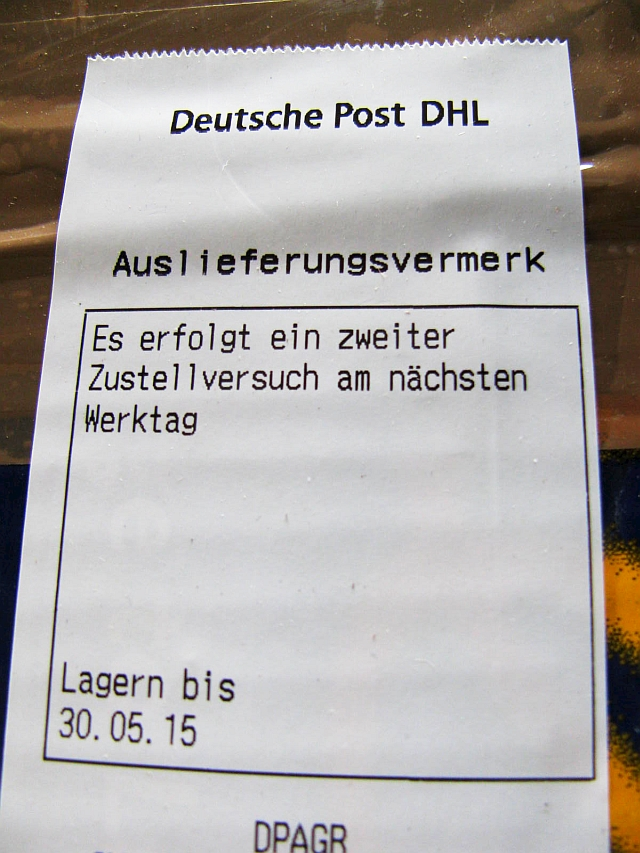 Deutsche Post DHL
Auslieferungsvermerk
Es erfolgt ein zweiter
Zustellversuch am nächsten
Werktag
Lagern bis
30.05.15
DPAGR